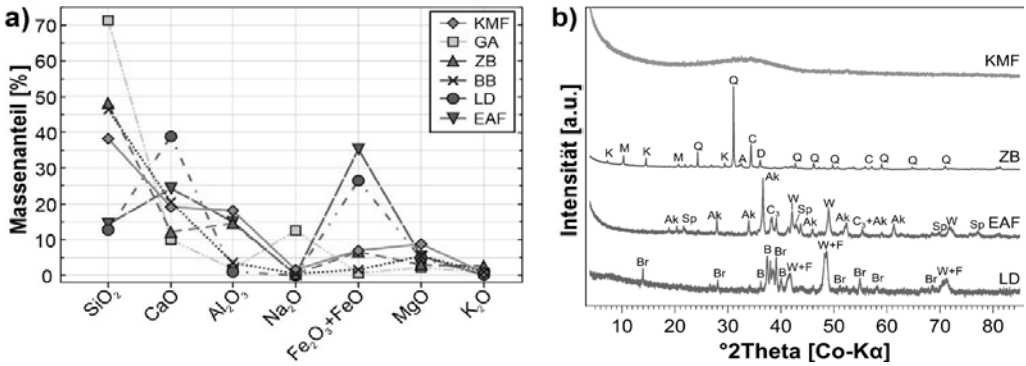 a)
Massenanteil [%]
70
60
50
40
30
20
10
0
SiO₂
CaO
Al₂O₃
Na₂O
Fe₂O₃+FeO
MgO
K₂O
KMF
GA
ZB
BB
LD
EAF
b)
Intensität [a.u.]
KMF
K M K M Q K Q A C D Q Q Q C Q Q Q
ZB
Ak Sp Ak Ak Ak C₃ W Sp Ak W Ak C₃+Ak Ak Sp W Sp
EAF
Br Br B B Br B W+F W+F Br Br Br Br W+F
LD
10 20 30 40 50 60 70 80
°2Theta [Co-Kα]